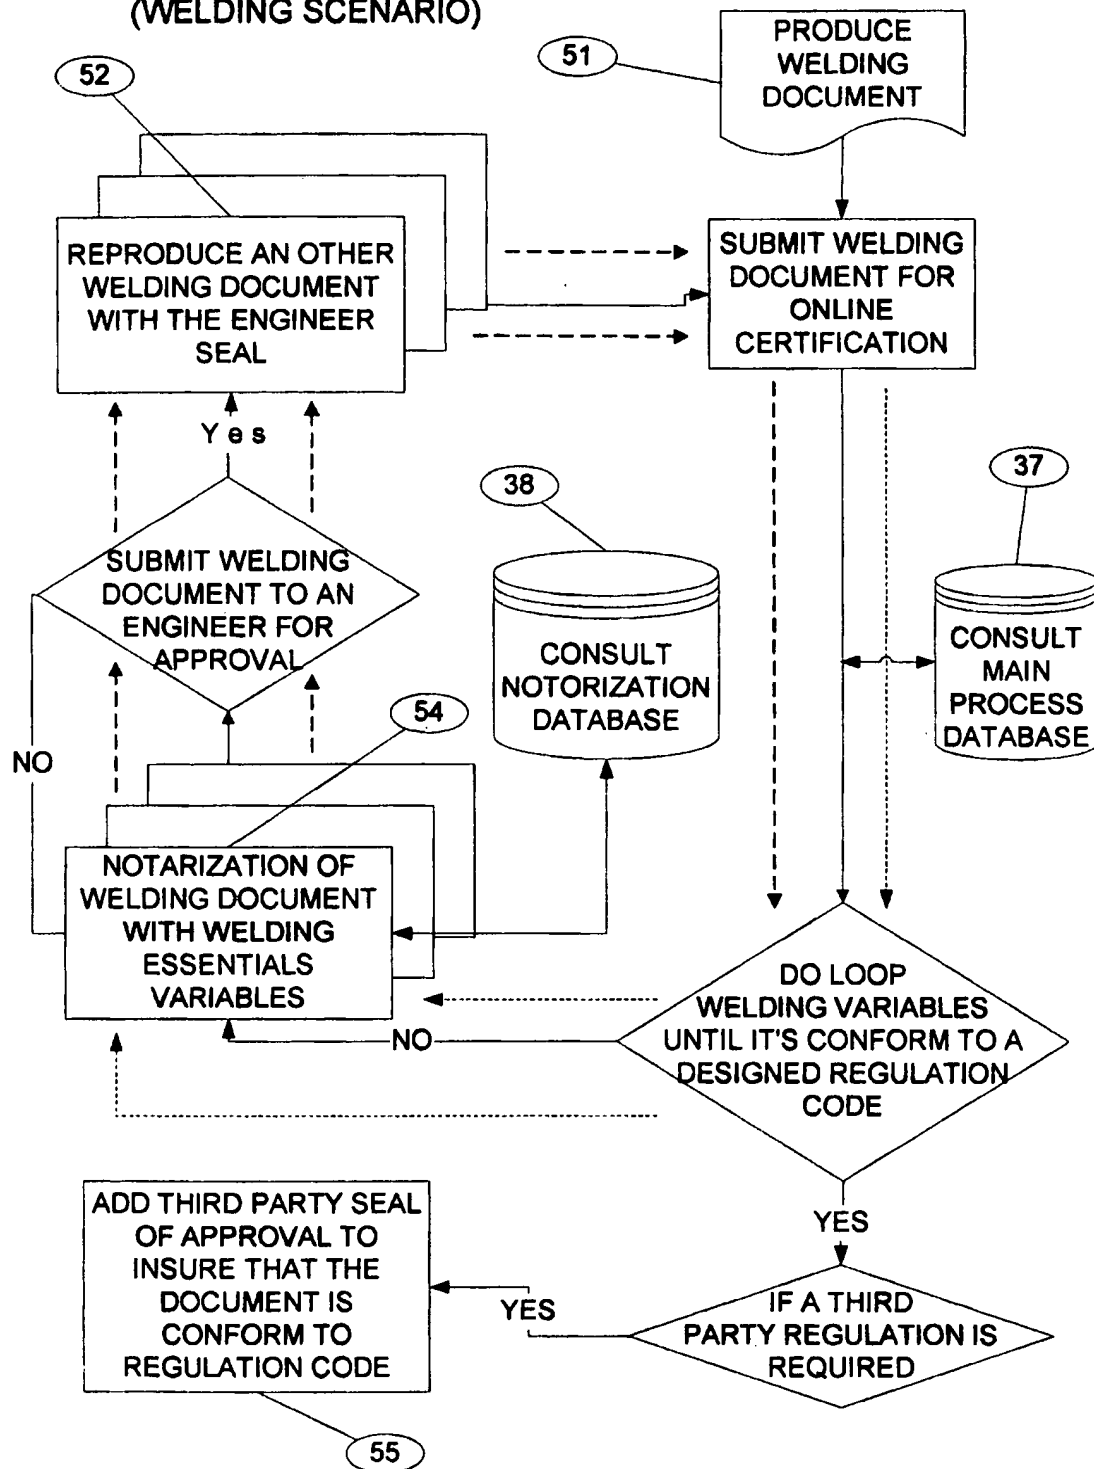 (WELDING SCENARIO)
52
51
PRODUCE
WELDING
DOCUMENT
REPRODUCE AN OTHER
WELDING DOCUMENT
WITH THE ENGINEER
SEAL
SUBMIT WELDING
DOCUMENT FOR
ONLINE
CERTIFICATION
Yes
38
37
SUBMIT WELDING
DOCUMENT TO AN
ENGINEER FOR
APPROVAL
CONSULT
NOTORIZATION
DATABASE
CONSULT
MAIN
PROCESS
DATABASE
54
NO
NOTARIZATION OF
WELDING DOCUMENT
WITH WELDING
ESSENTIALS
VARIABLES
DO LOOP
WELDING VARIABLES
UNTIL IT'S CONFORM TO A
DESIGNED REGULATION
CODE
NO
YES
ADD THIRD PARTY SEAL
OF APPROVAL TO
INSURE THAT THE
DOCUMENT IS
CONFORM TO
REGULATION CODE
YES
IF A THIRD
PARTY REGULATION IS
REQUIRED
55